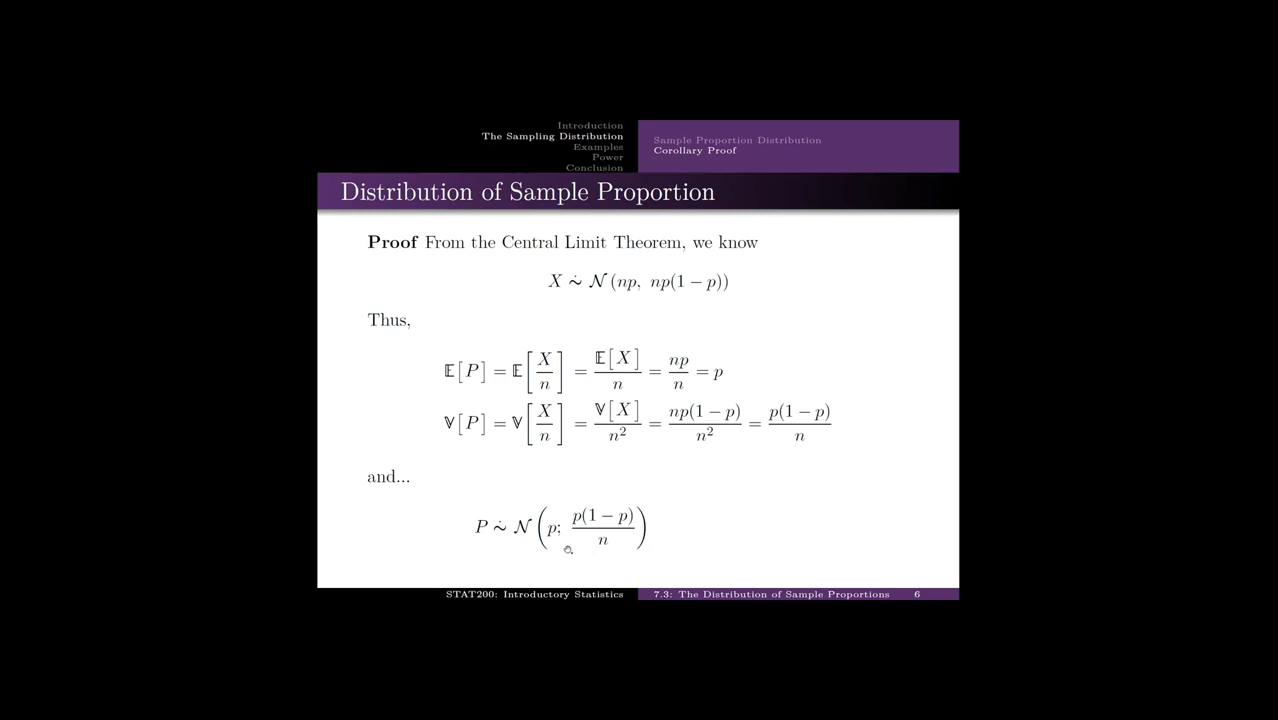 Introduction
The Sampling Distribution
Examples
Power
Conclusion
Sample Proportion Distribution
Corollary Proof
Distribution of Sample Proportion
Proof From the Central Limit Theorem, we know
X ∼̇ 𝒩(np, np(1 − p))
Thus,
𝔼[P] = 𝔼[X/n] = 𝔼[X]/n = np/n = p
𝕍[P] = 𝕍[X/n] = 𝕍[X]/n² = np(1 − p)/n² = p(1 − p)/n
and...
P ∼̇ 𝒩(p; p(1 − p)/n)
STAT200: Introductory Statistics
7.3: The Distribution of Sample Proportions 6